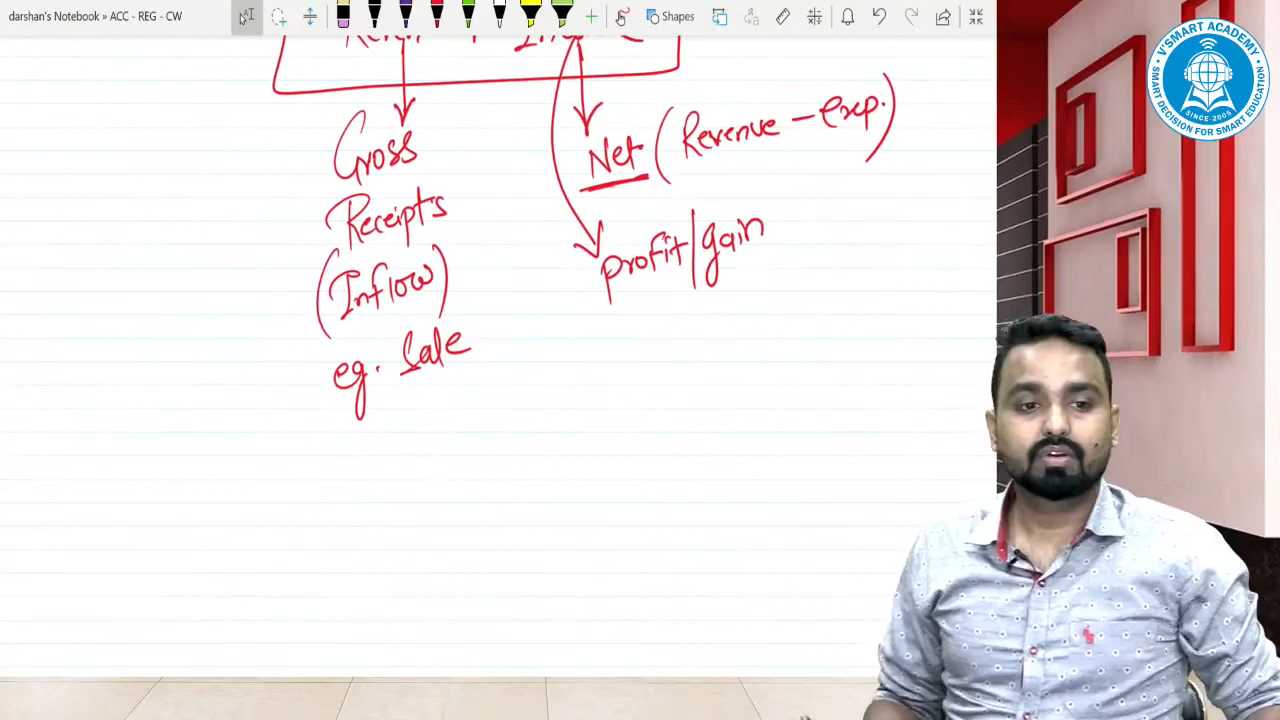 darshan's Notebook » ACC - REG - CW
Shapes
V'SMART ACADEMY
SINCE-2005
SMART DECISION FOR SMART EDUCATION
Gross
Receipts
(Inflow)
eg. Sale
Net (Revenue - exp.)
profit/gain